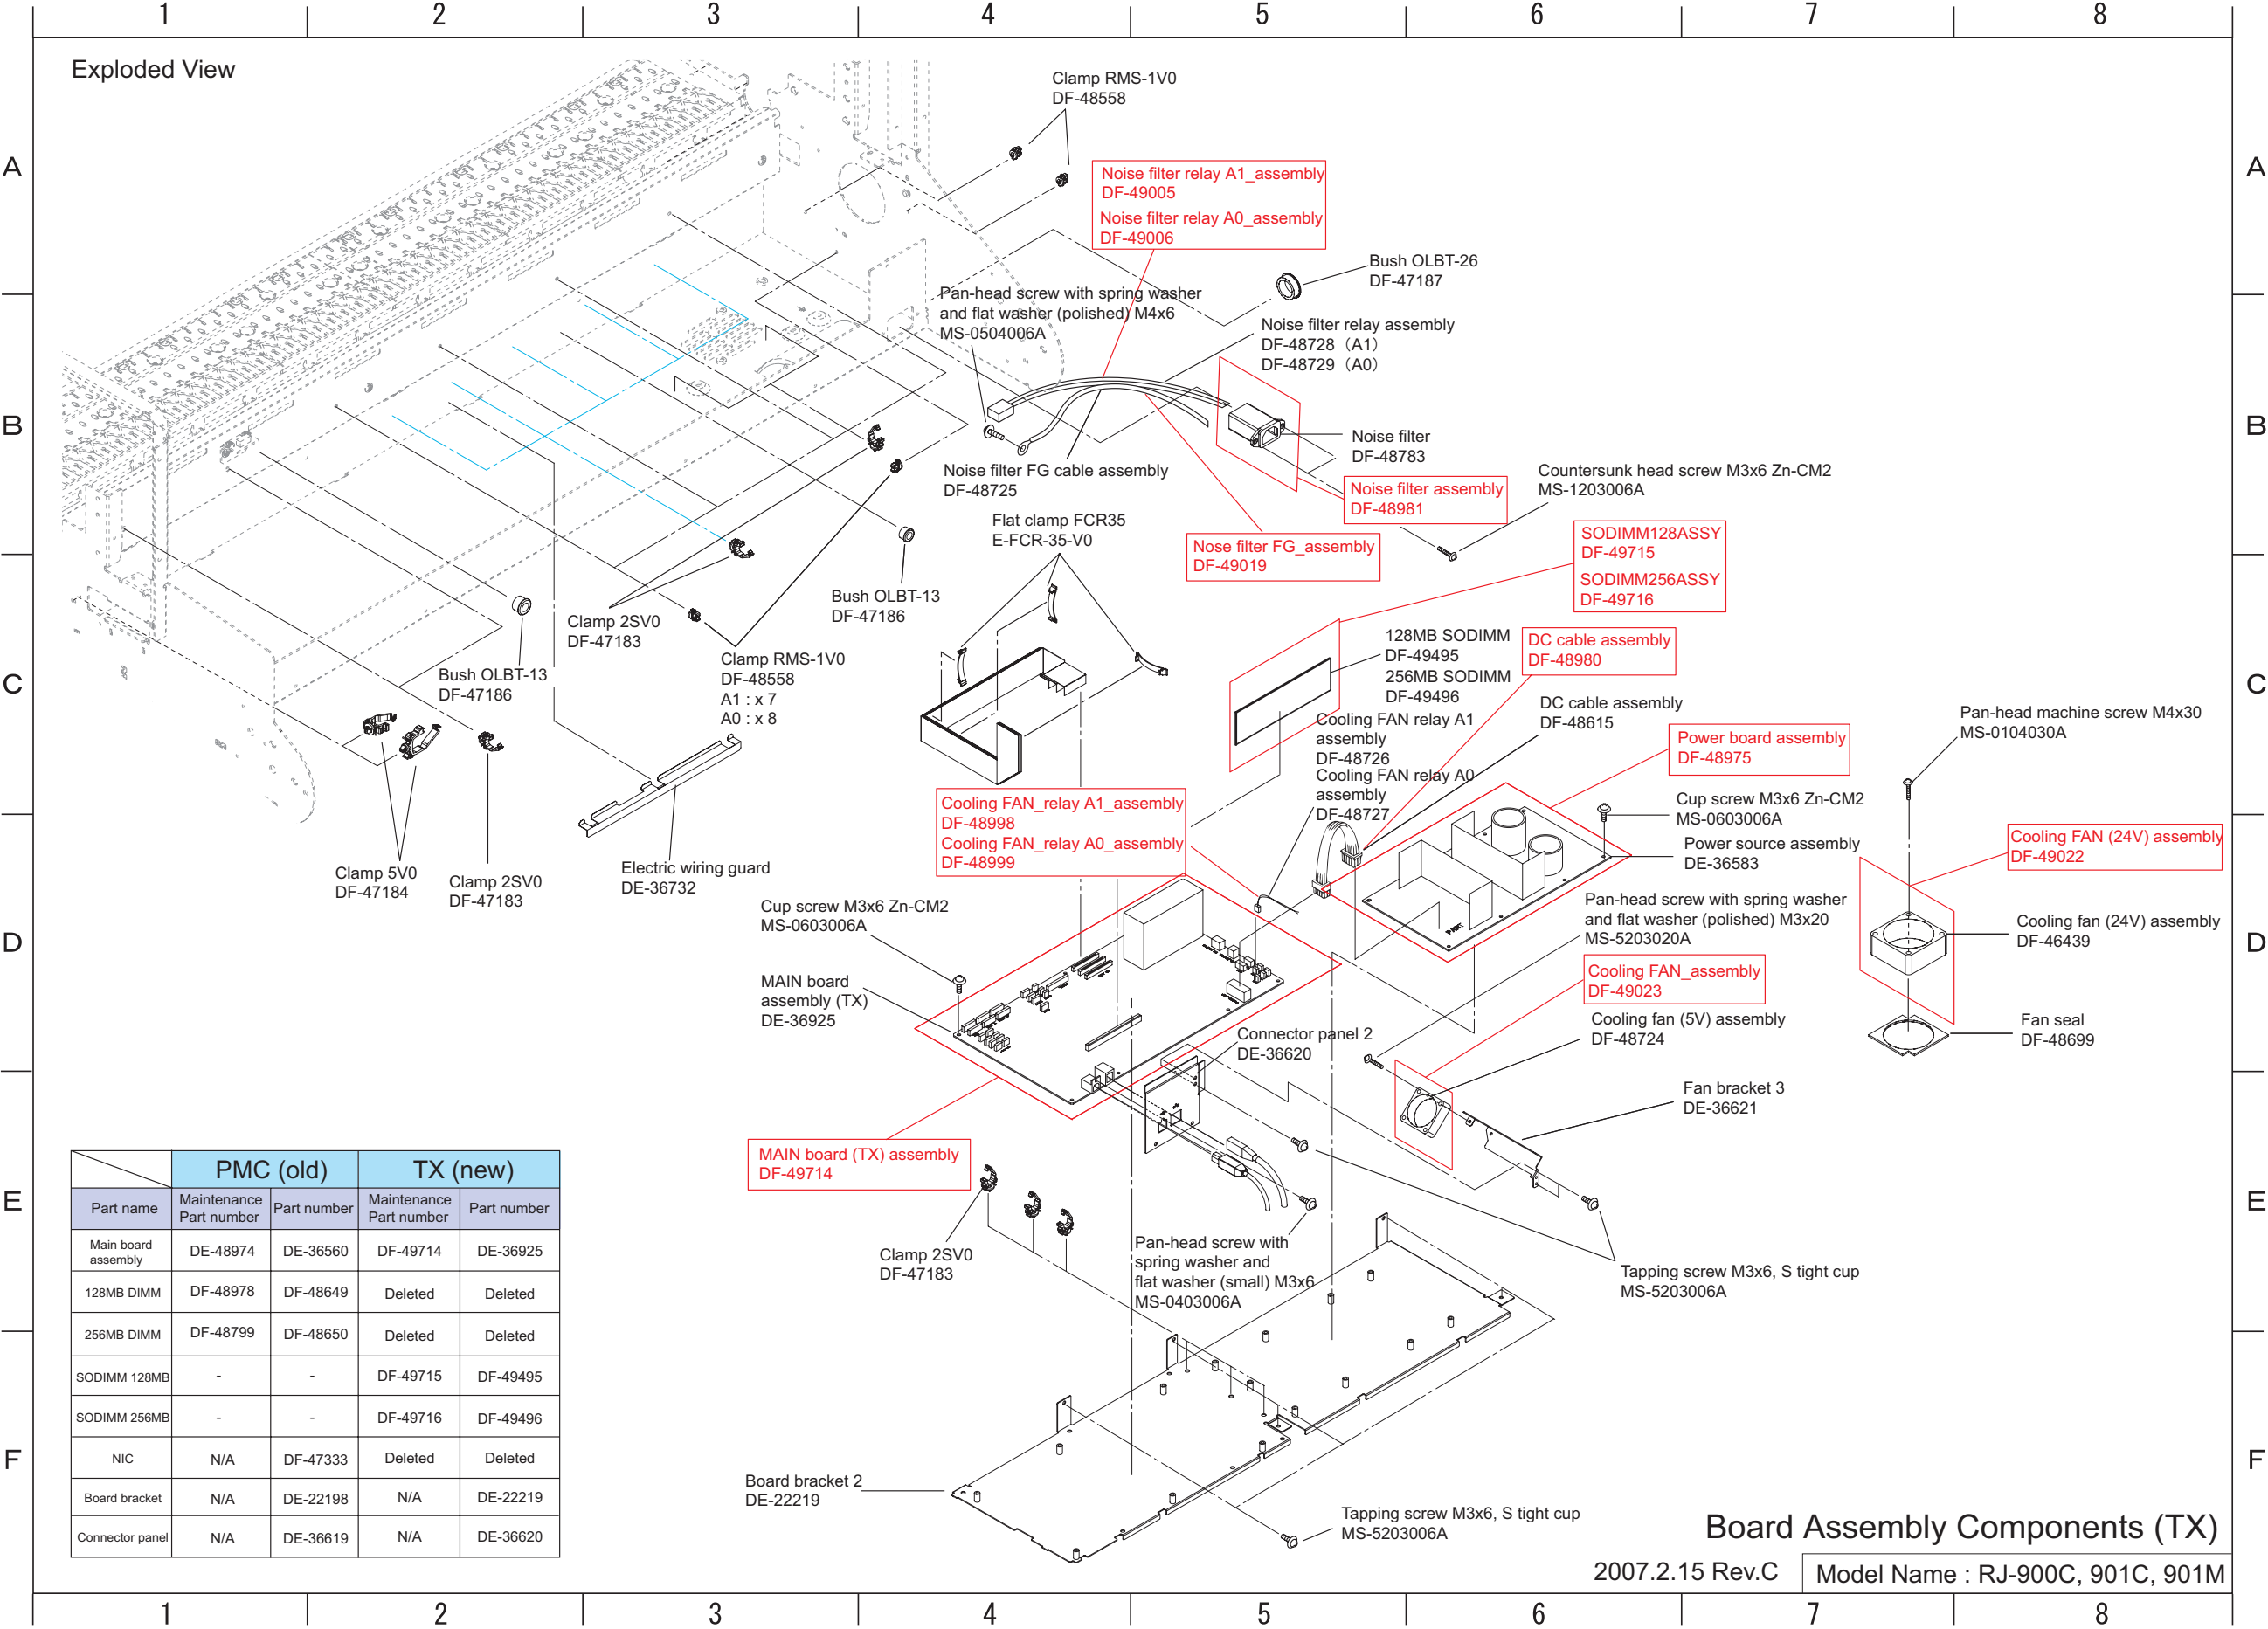 1 2 3 4 5 6 7 8
A A
B B
C C
D D
E E
F F
Exploded View
Clamp RMS-1V0
DF-48558
Noise filter relay A1_assembly
DF-49005
Noise filter relay A0_assembly
DF-49006
Bush OLBT-26
DF-47187
Pan-head screw with spring washer
and flat washer (polished) M4x6
MS-0504006A
Noise filter relay assembly
DF-48728（A1）
DF-48729（A0）
Noise filter
DF-48783
Noise filter FG cable assembly
DF-48725
Countersunk head screw M3x6 Zn-CM2
MS-1203006A
Noise filter assembly
DF-48981
Flat clamp FCR35
E-FCR-35-V0
Nose filter FG_assembly
DF-49019
SODIMM128ASSY
DF-49715
SODIMM256ASSY
DF-49716
Bush OLBT-13
DF-47186
Clamp 2SV0
DF-47183
Clamp RMS-1V0
DF-48558
A1 : x 7
A0 : x 8
Bush OLBT-13
DF-47186
128MB SODIMM
DF-49495
256MB SODIMM
DF-49496
DC cable assembly
DF-48980
DC cable assembly
DF-48615
Cooling FAN relay A1
assembly
DF-48726
Cooling FAN relay A0
assembly
DF-48727
Pan-head machine screw M4x30
MS-0104030A
Power board assembly
DF-48975
Cooling FAN_relay A1_assembly
DF-48998
Cooling FAN_relay A0_assembly
DF-48999
Cup screw M3x6 Zn-CM2
MS-0603006A
Power source assembly
DE-36583
Cooling FAN (24V) assembly
DF-49022
Clamp 5V0
DF-47184
Clamp 2SV0
DF-47183
Electric wiring guard
DE-36732
Cup screw M3x6 Zn-CM2
MS-0603006A
PART
Pan-head screw with spring washer
and flat washer (polished) M3x20
MS-5203020A
Cooling fan (24V) assembly
DF-46439
MAIN board
assembly (TX)
DE-36925
Cooling FAN_assembly
DF-49023
Cooling fan (5V) assembly
DF-48724
Fan seal
DF-48699
Connector panel 2
DE-36620
Fan bracket 3
DE-36621
MAIN board (TX) assembly
DF-49714
Clamp 2SV0
DF-47183
Pan-head screw with
spring washer and
flat washer (small) M3x6
MS-0403006A
Tapping screw M3x6, S tight cup
MS-5203006A
Board bracket 2
DE-22219
Tapping screw M3x6, S tight cup
MS-5203006A
PMC (old) TX (new)
Part name Maintenance Part number Part number Maintenance Part number Part number
Main board assembly DE-48974 DE-36560 DF-49714 DE-36925
128MB DIMM DF-48978 DF-48649 Deleted Deleted
256MB DIMM DF-48799 DF-48650 Deleted Deleted
SODIMM 128MB - - DF-49715 DF-49495
SODIMM 256MB - - DF-49716 DF-49496
NIC N/A DF-47333 Deleted Deleted
Board bracket N/A DE-22198 N/A DE-22219
Connector panel N/A DE-36619 N/A DE-36620
Board Assembly Components (TX)
2007.2.15 Rev.C
Model Name : RJ-900C, 901C, 901M
1 2 3 4 5 6 7 8